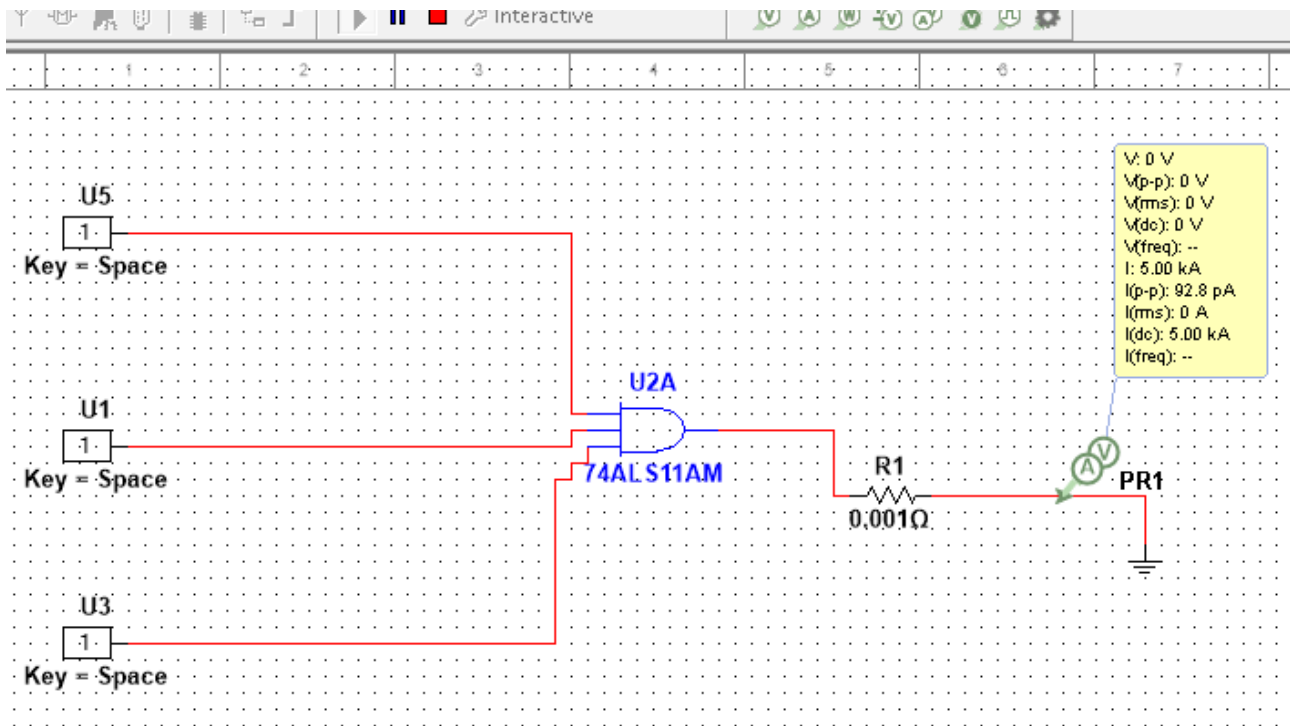 Interactive
1 2 3 4 5 6 7
V: 0 V
V(p-p): 0 V
V(rms): 0 V
V(dc): 0 V
V(freq): --
I: 5.00 kA
I(p-p): 92.8 pA
I(rms): 0 A
I(dc): 5.00 kA
I(freq): --
U5
1
Key = Space
U2A
U1
1
Key = Space
74ALS11AM
R1
0.001Ω
A V
PR1
U3
1
Key = Space